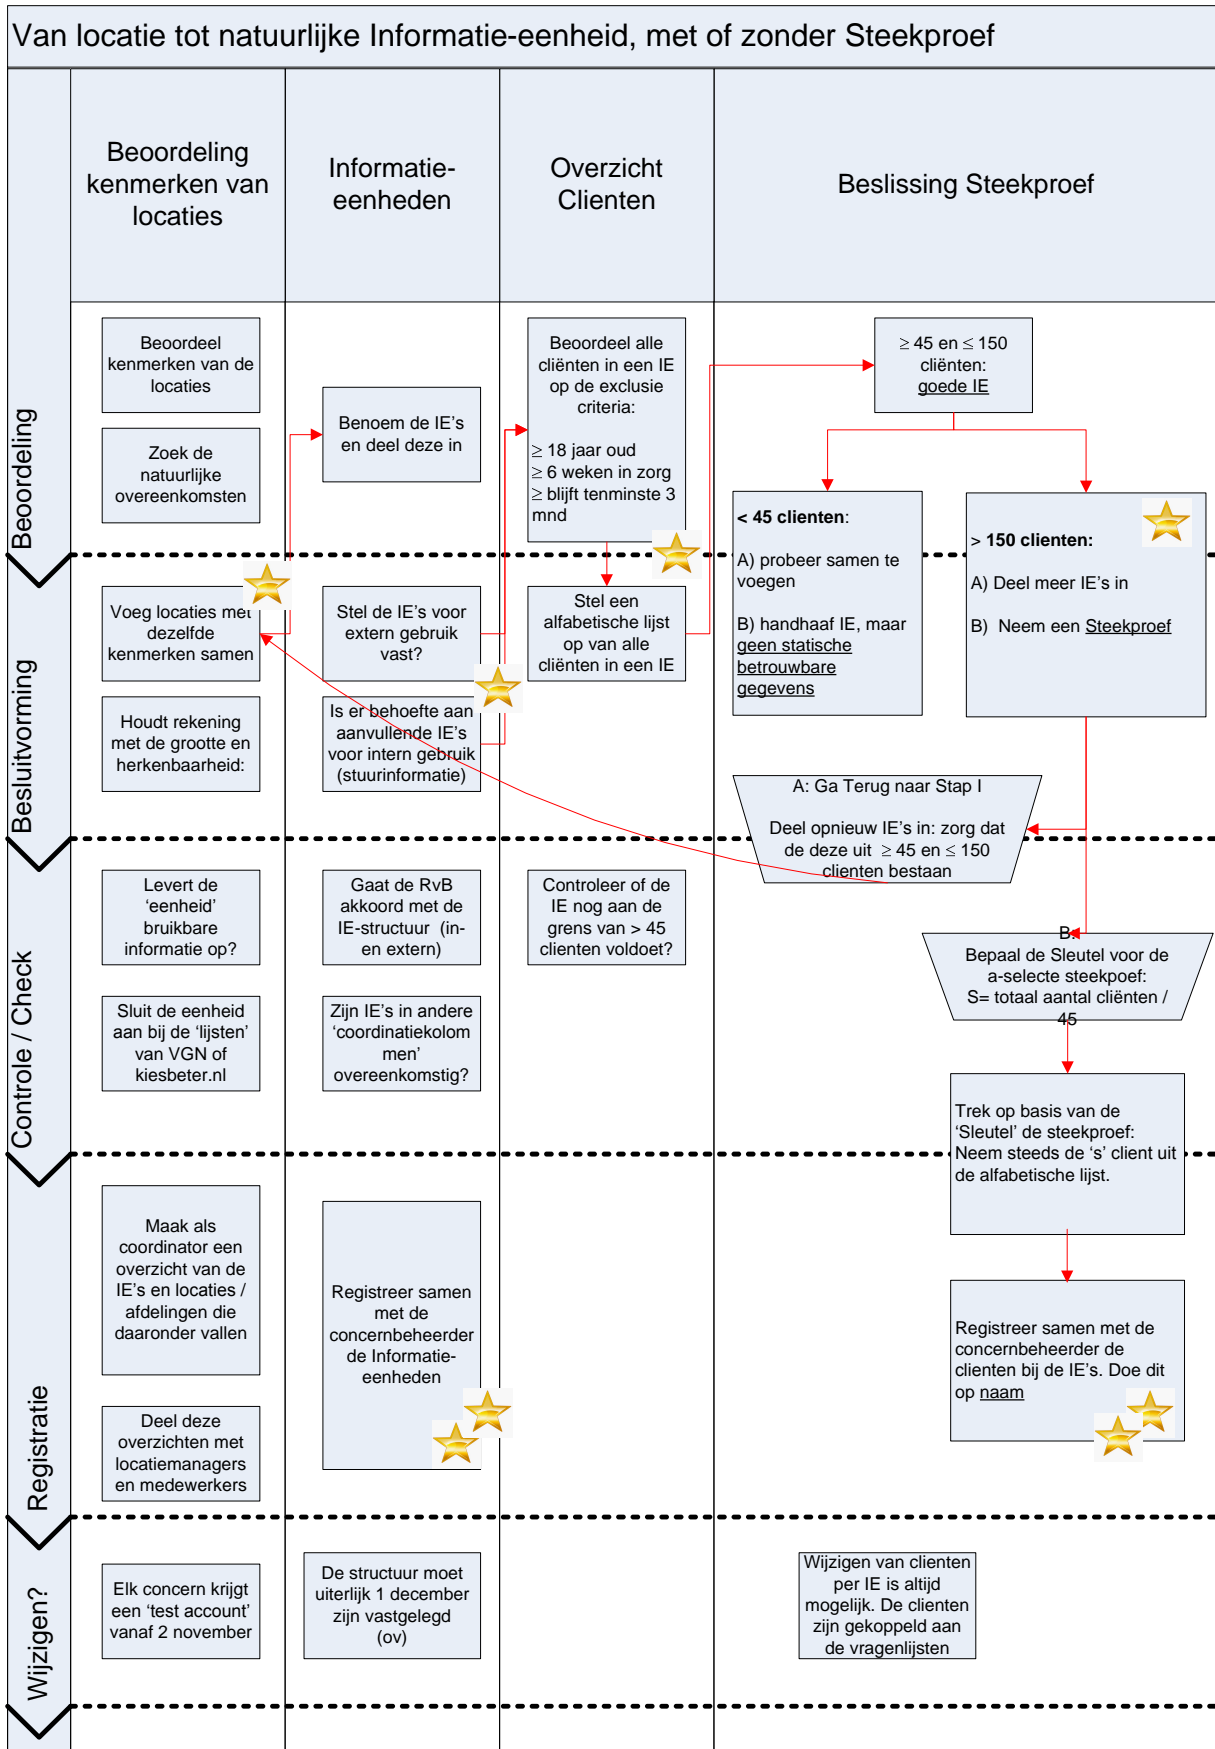 Van locatie tot natuurlijke Informatie-eenheid, met of zonder Steekproef
Beoordeling
kenmerken van
locaties
Informatie-
eenheden
Overzicht
Clienten
Beslissing Steekproef
Beoordeling
Beoordeel
kenmerken van de
locaties
Zoek de
natuurlijke
overeenkomsten
Benoem de IE's
en deel deze in
Beoordeel alle
cliënten in een IE
op de exclusie
criteria:
≥ 18 jaar oud
≥ 6 weken in zorg
≥ blijft tenminste 3
mnd
≥ 45 en ≤ 150
cliënten:
goede IE
< 45 clienten:
A) probeer samen te
voegen
B) handhaaf IE, maar
geen statische
betrouwbare
gegevens
> 150 clienten:
A) Deel meer IE's in
B) Neem een Steekproef
Besluitvorming
Voeg locaties met
dezelfde
kenmerken samen
Houdt rekening
met de grootte en
herkenbaarheid:
Stel de IE's voor
extern gebruik
vast?
Is er behoefte aan
aanvullende IE's
voor intern gebruik
(stuurinformatie)
Stel een
alfabetische lijst
op van alle
cliënten in een IE
A: Ga Terug naar Stap I
Deel opnieuw IE's in: zorg dat
de deze uit ≥ 45 en ≤ 150
clienten bestaan
Controle / Check
Levert de
'eenheid'
bruikbare
informatie op?
Sluit de eenheid
aan bij de 'lijsten'
van VGN of
kiesbeter.nl
Gaat de RvB
akkoord met de
IE-structuur (in-
en extern)
Zijn IE's in andere
'coordinatiekolom
men'
overeenkomstig?
Controleer of de
IE nog aan de
grens van > 45
clienten voldoet?
B:
Bepaal de Sleutel voor de
a-selecte steekpoef:
S= totaal aantal cliënten /
45
Trek op basis van de
'Sleutel' de steekproef:
Neem steeds de 's' client uit
de alfabetische lijst.
Registratie
Maak als
coordinator een
overzicht van de
IE's en locaties /
afdelingen die
daaronder vallen
Deel deze
overzichten met
locatiemanagers
en medewerkers
Registreer samen
met de
concernbeheerder
de Informatie-
eenheden
Registreer samen met de
concernbeheerder de
clienten bij de IE's. Doe dit
op naam
Wijzigen?
Elk concern krijgt
een 'test account'
vanaf 2 november
De structuur moet
uiterlijk 1 december
zijn vastgelegd
(ov)
Wijzigen van clienten
per IE is altijd
mogelijk. De clienten
zijn gekoppeld aan
de vragenlijsten